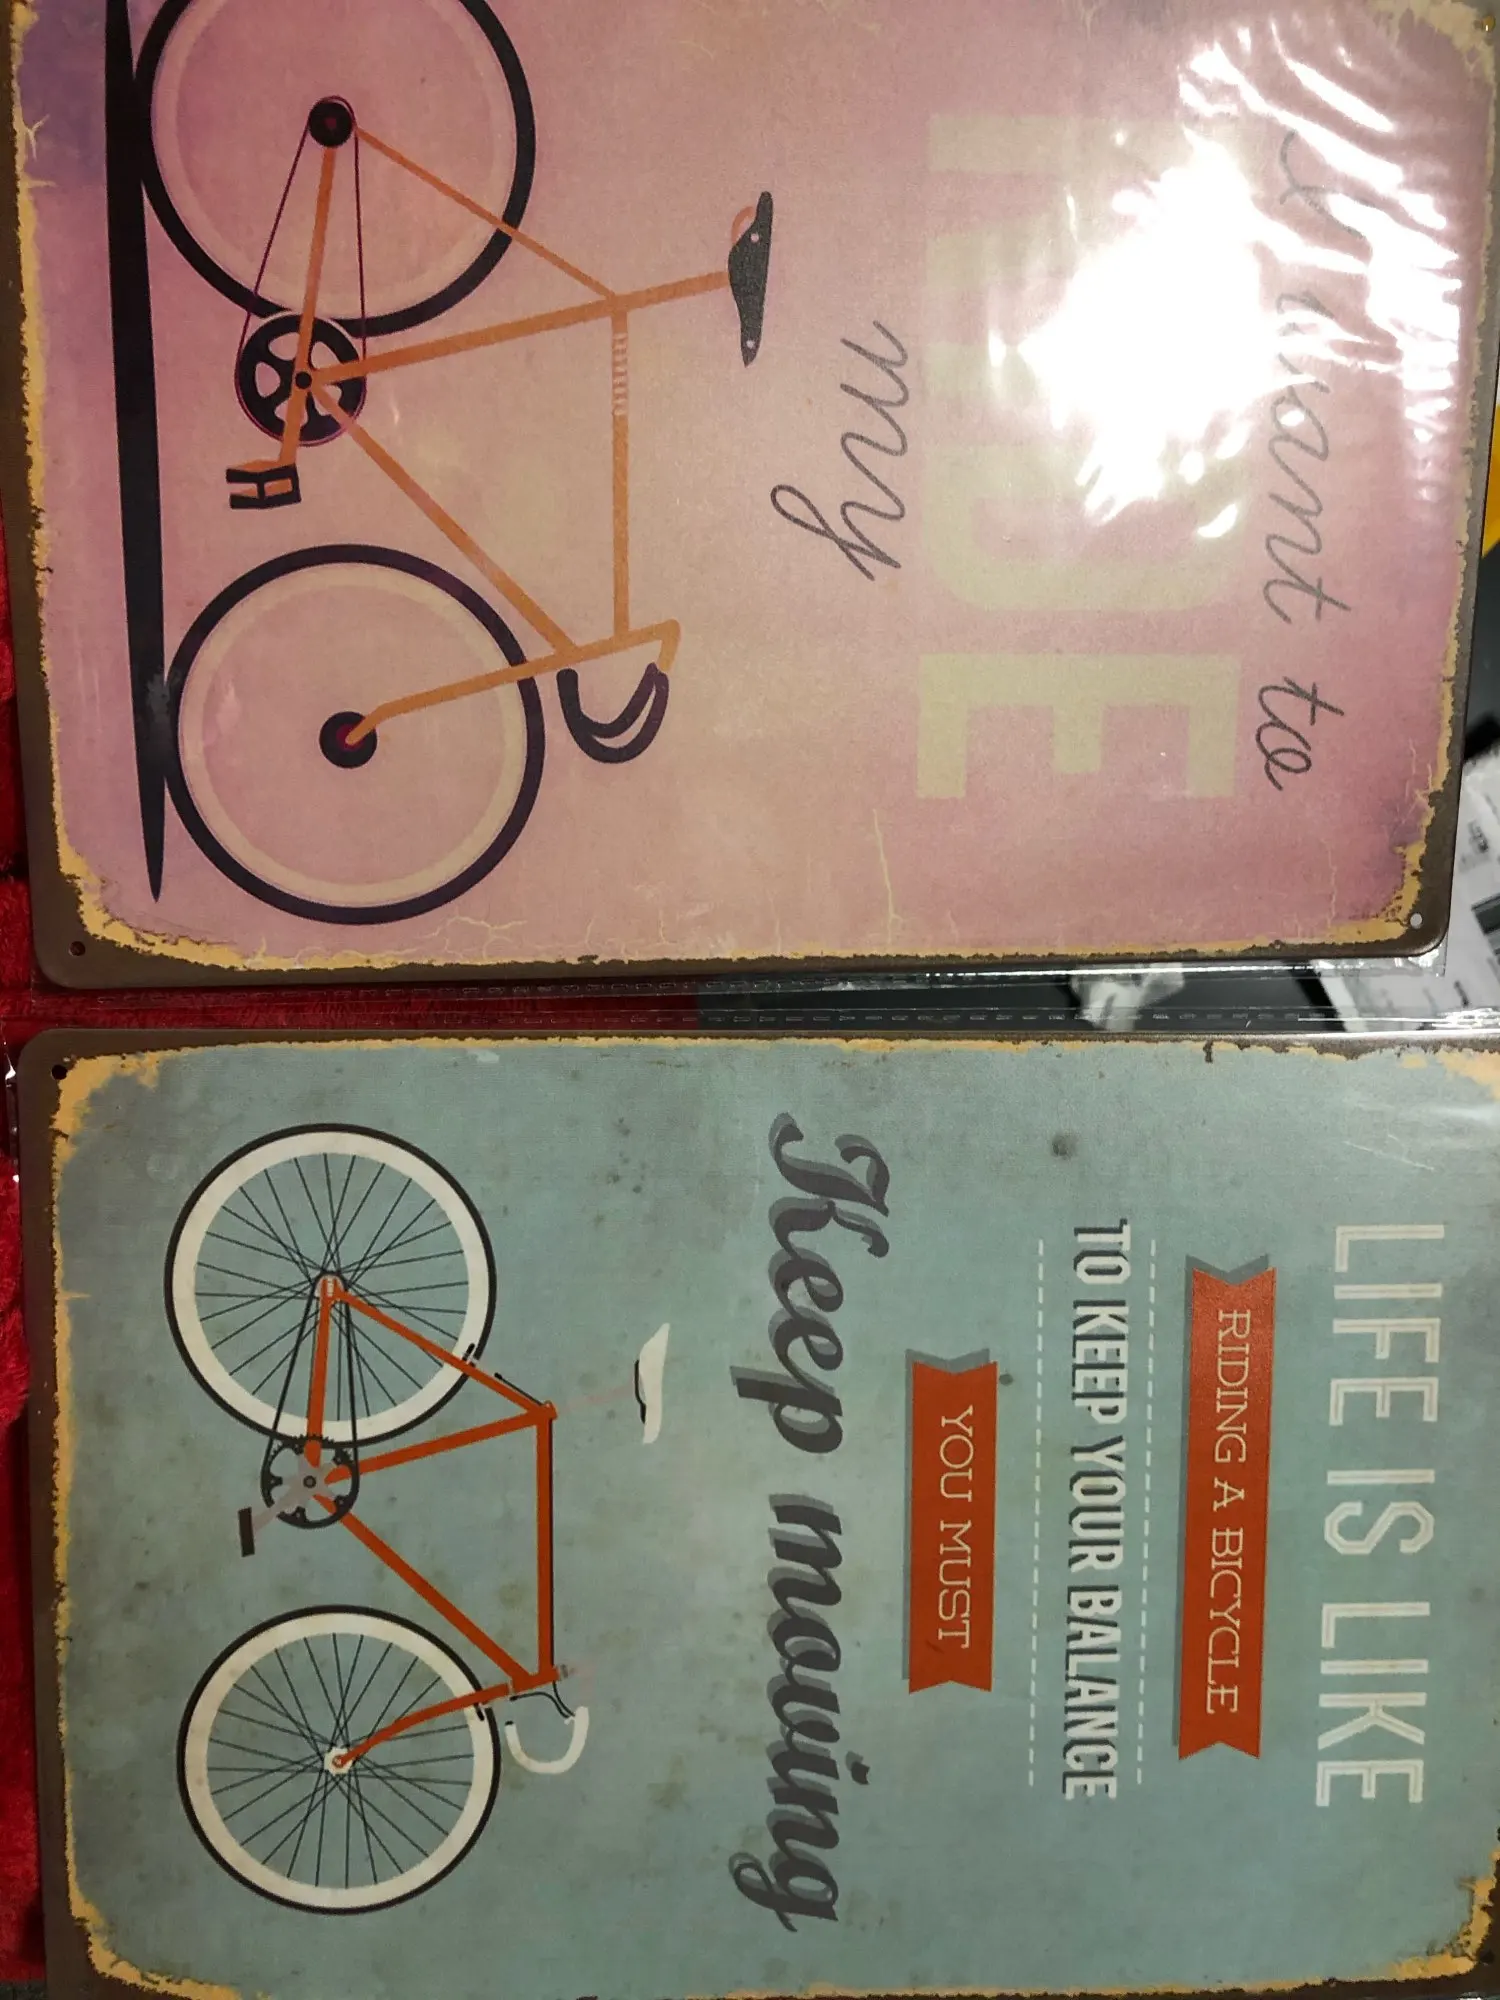 I want to
RIDE
my
LIFE IS LIKE
RIDING A BICYCLE
TO KEEP YOUR BALANCE
YOU MUST
Keep moving